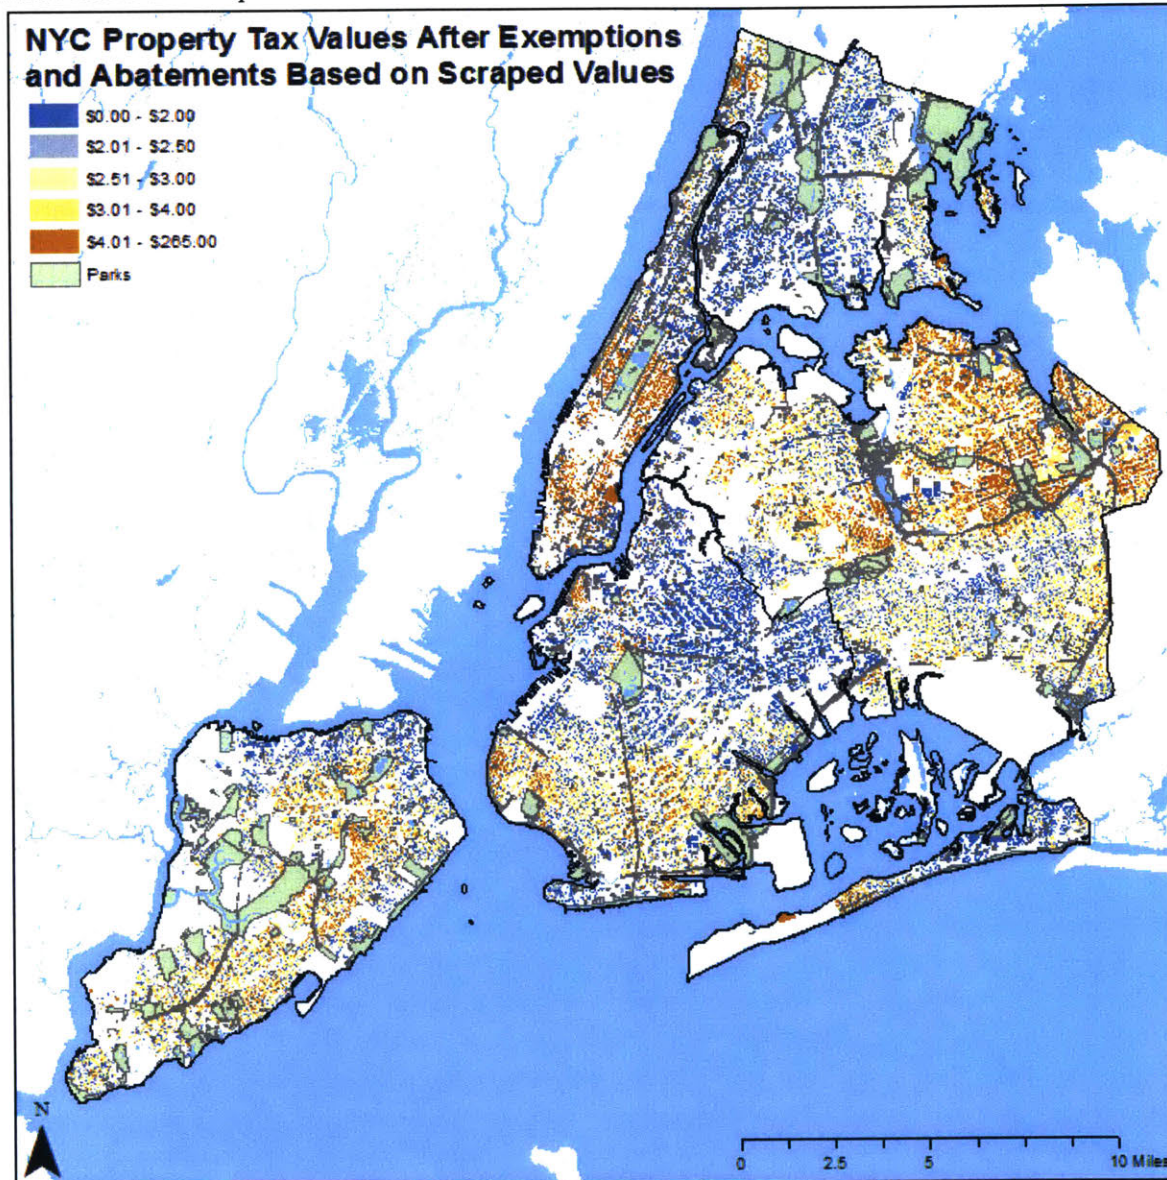 NYC Property Tax Values After Exemptions
and Abatements Based on Scraped Values
$0.00 - $2.00
$2.01 - $2.50
$2.51 - $3.00
$3.01 - $4.00
$4.01 - $265.00
Parks
N
0 2.5 5 10 Miles